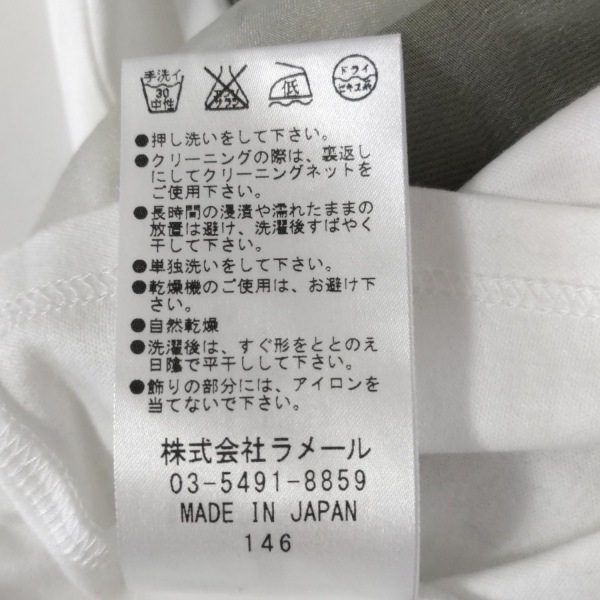 手洗イ
30
中性
エンソ
サラシ
低
ドライ
セキユ系
●押し洗いをして下さい。
●クリーニングの際は、裏返し
にしてクリーニングネットを
ご使用下さい。
●長時間の浸漬や濡れたままの
放置は避け、洗濯後すばやく
干して下さい。
●単独洗いをして下さい。
●乾燥機のご使用は、お避け下
さい。
●自然乾燥
●洗濯後は、すぐ形をととのえ
日陰で平干しして下さい。
●飾りの部分には、アイロンを
当てないで下さい。
株式会社ラメール
03-5491-8859
MADE IN JAPAN
146